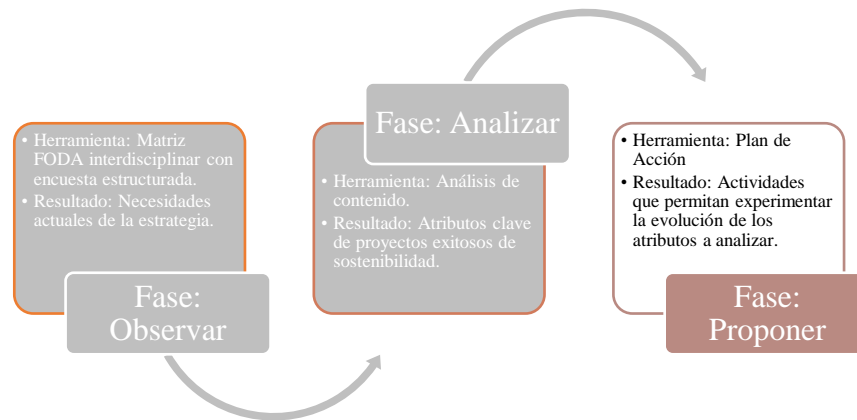 • Herramienta: Matriz
FODA interdisciplinar con
encuesta estructurada.
• Resultado: Necesidades
actuales de la estrategia.
Fase:
Observar
Fase: Analizar
• Herramienta: Análisis de
contenido.
• Resultado: Atributos clave
de proyectos exitosos de
sostenibilidad.
• Herramienta: Plan de
Acción
• Resultado: Actividades
que permitan experimentar
la evolución de los
atributos a analizar.
Fase:
Proponer